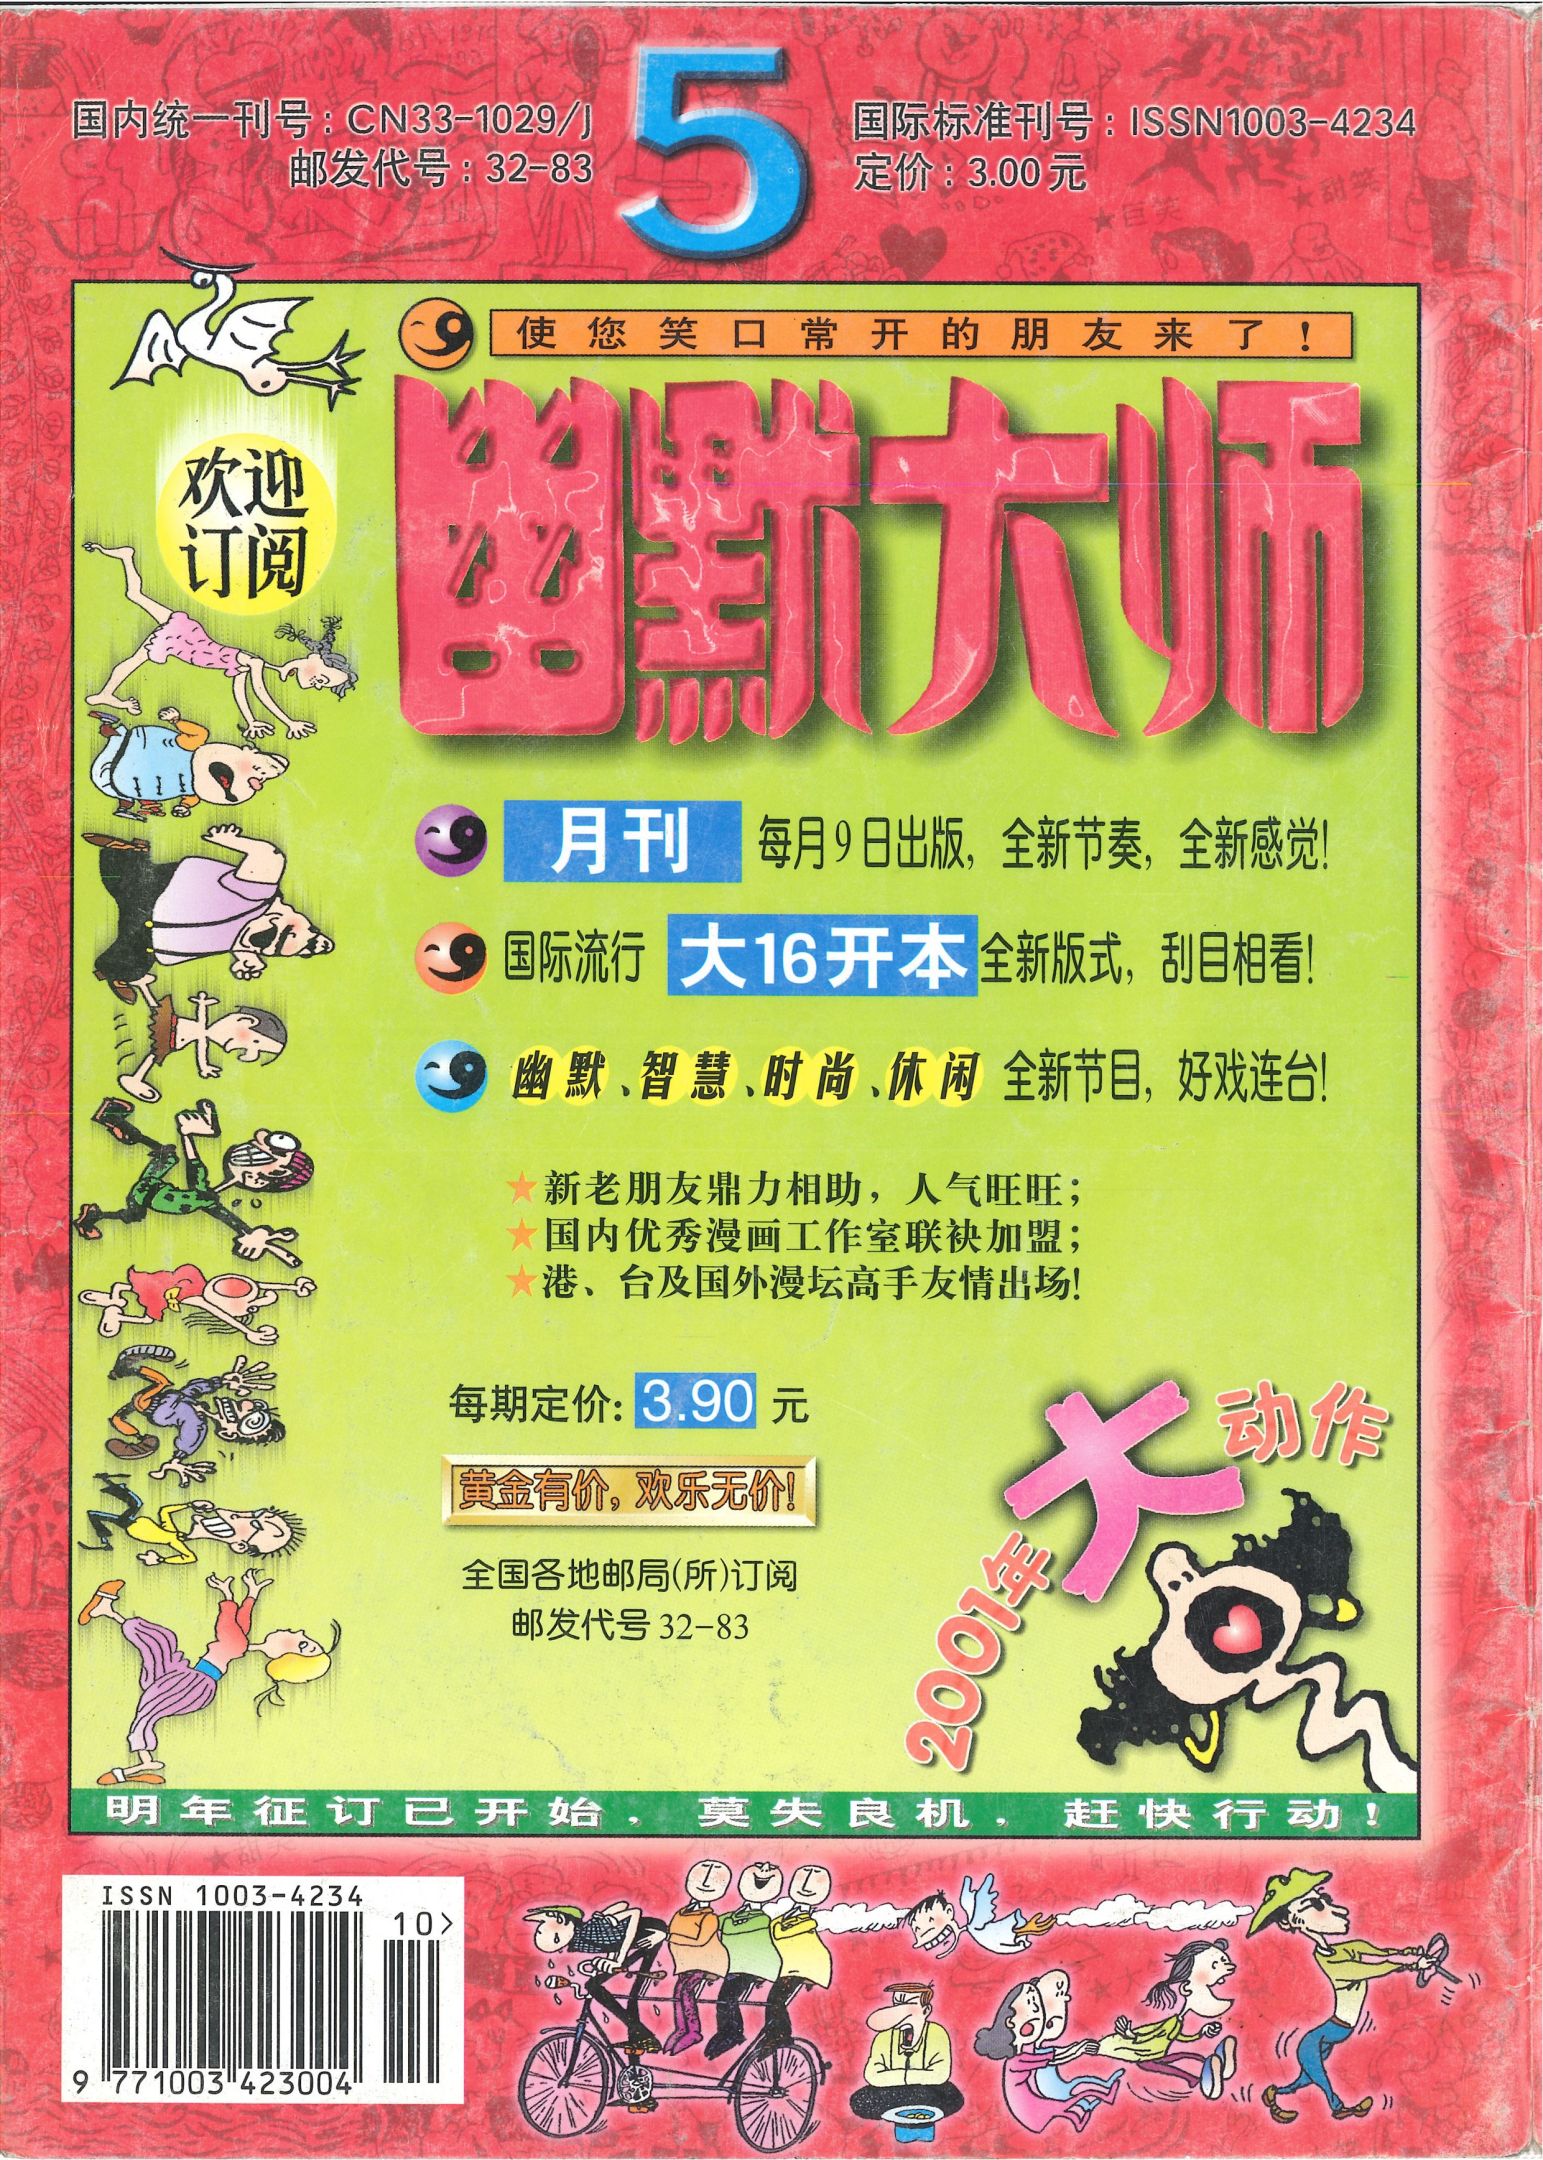 5
国内统一刊号：CN33-1029/J
邮发代号：32-83
国际标准刊号：ISSN1003-4234
定价：3.00元
★巨笑
★甜笑
使您笑口常开的朋友来了！
幽默大师
欢迎
订阅
月刊 每月9日出版，全新节奏，全新感觉！
国际流行 大16开本 全新版式，刮目相看！
幽默、智慧、时尚、休闲 全新节目，好戏连台！
★新老朋友鼎力相助，人气旺旺；
★国内优秀漫画工作室联袂加盟；
★港、台及国外漫坛高手友情出场！
每期定价：3.90元
黄金有价，欢乐无价！
全国各地邮局(所)订阅
邮发代号32-83
2001年大动作
明年征订已开始．莫失良机．赶快行动！
ISSN 1003-4234
10>
9 771003 423004